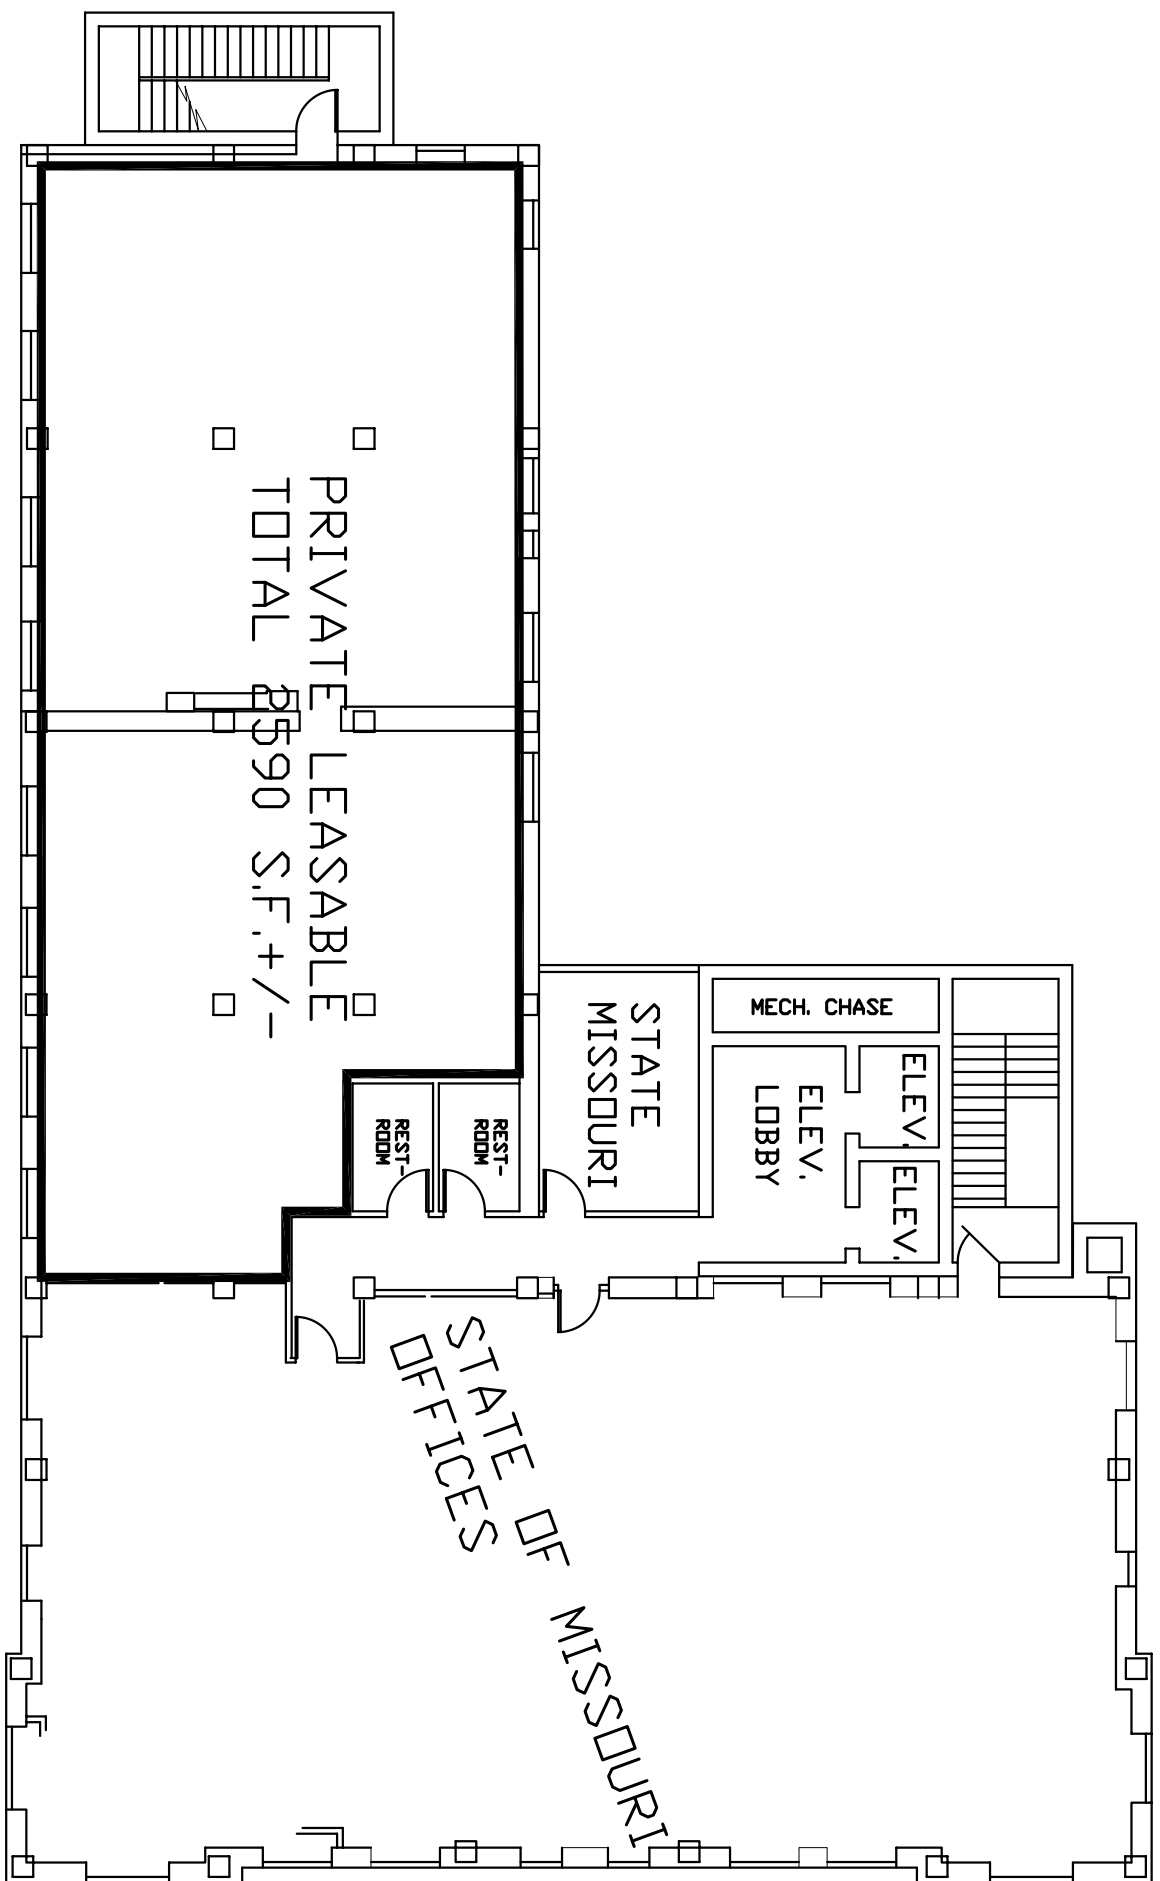 PRIVATE LEASABLE
TOTAL 2590 S.F.+/-
MECH. CHASE
STATE
MISSOURI
ELEV.
LOBBY
ELEV.
ELEV.
REST-
ROOM
REST-
ROOM
STATE OF MISSOURI
OFFICES